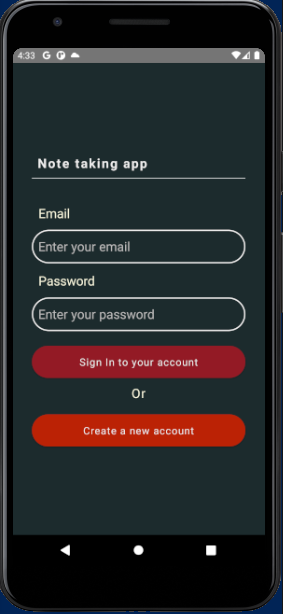 4:33
Note taking app
Email
Enter your email
Password
Enter your password
Sign In to your account
Or
Create a new account